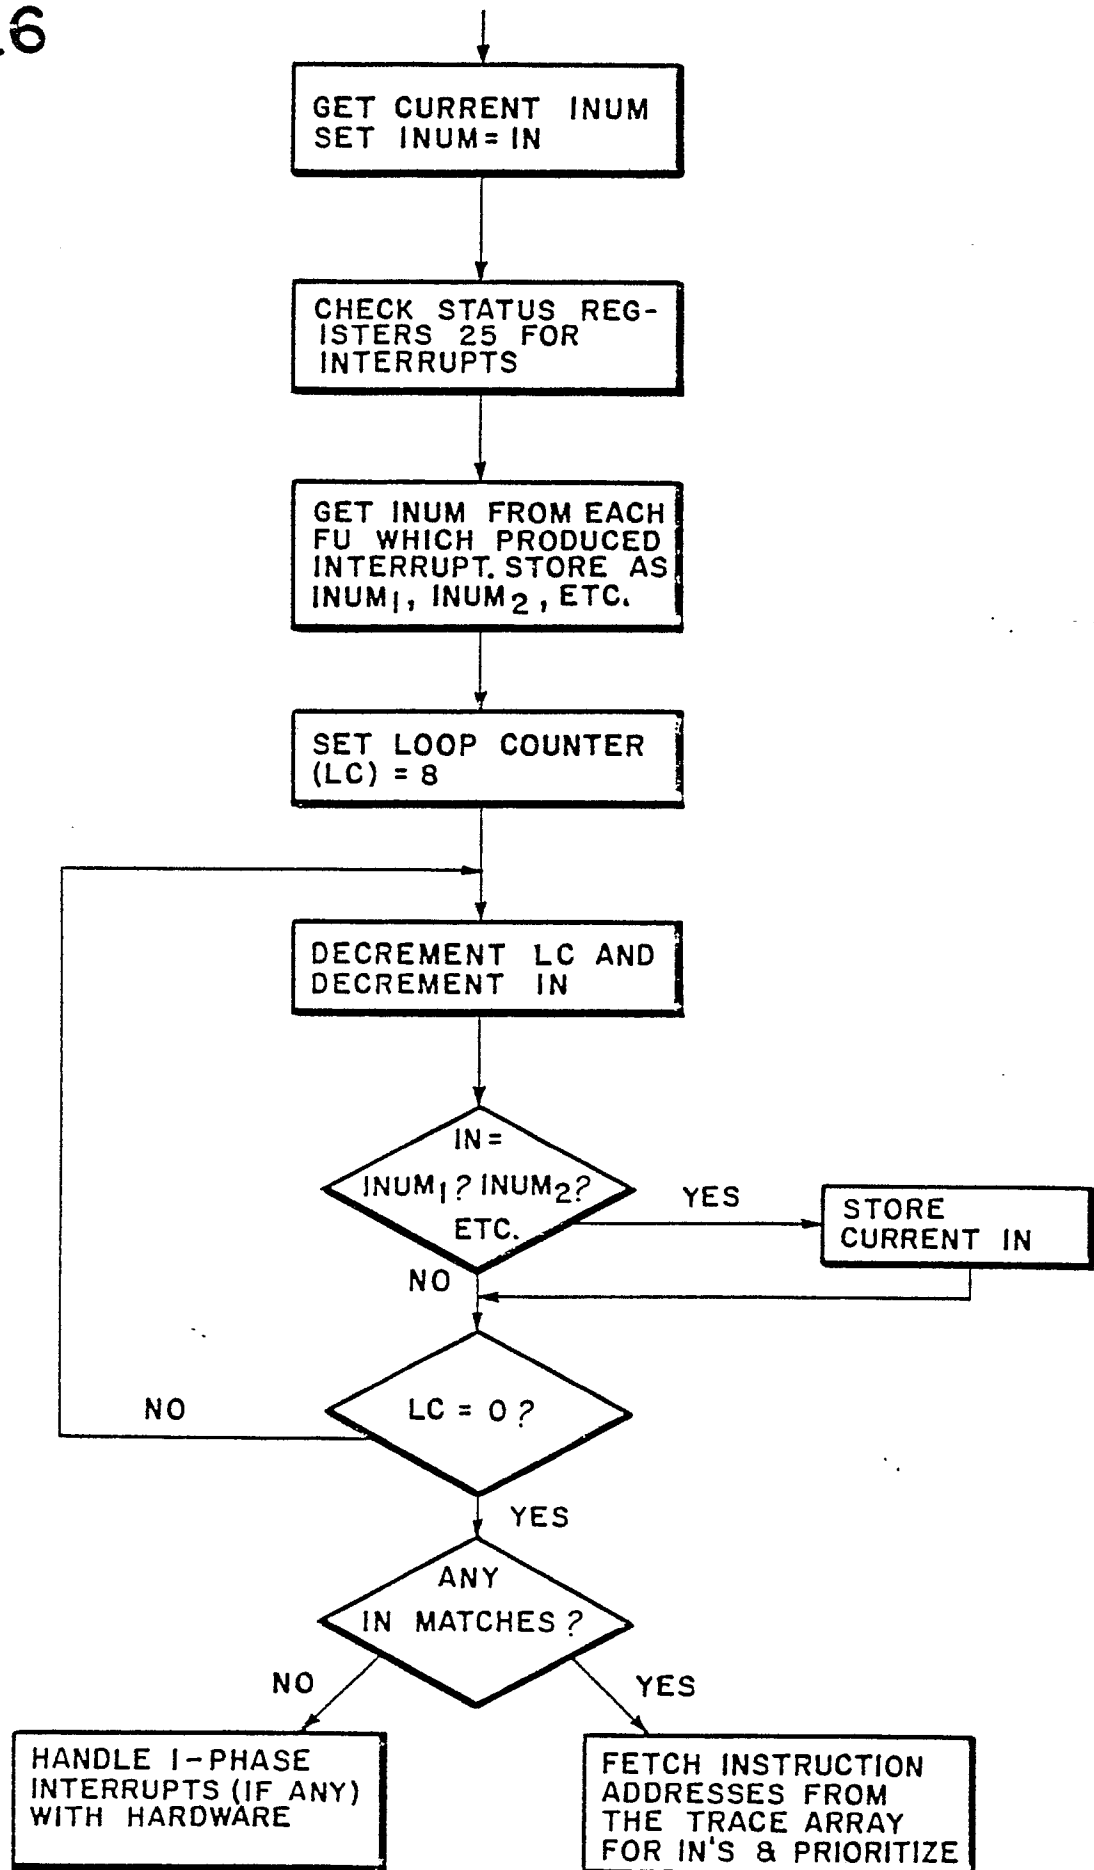 .6
GET CURRENT INUM
SET INUM = IN
CHECK STATUS REG-
ISTERS 25 FOR
INTERRUPTS
GET INUM FROM EACH
FU WHICH PRODUCED
INTERRUPT. STORE AS
INUM₁, INUM₂, ETC.
SET LOOP COUNTER
(LC) = 8
DECREMENT LC AND
DECREMENT IN
IN =
INUM₁? INUM₂?
ETC.
YES
STORE
CURRENT IN
NO
LC = 0?
NO
YES
ANY
IN MATCHES?
NO
YES
HANDLE I-PHASE
INTERRUPTS (IF ANY)
WITH HARDWARE
FETCH INSTRUCTION
ADDRESSES FROM
THE TRACE ARRAY
FOR IN'S & PRIORITIZE